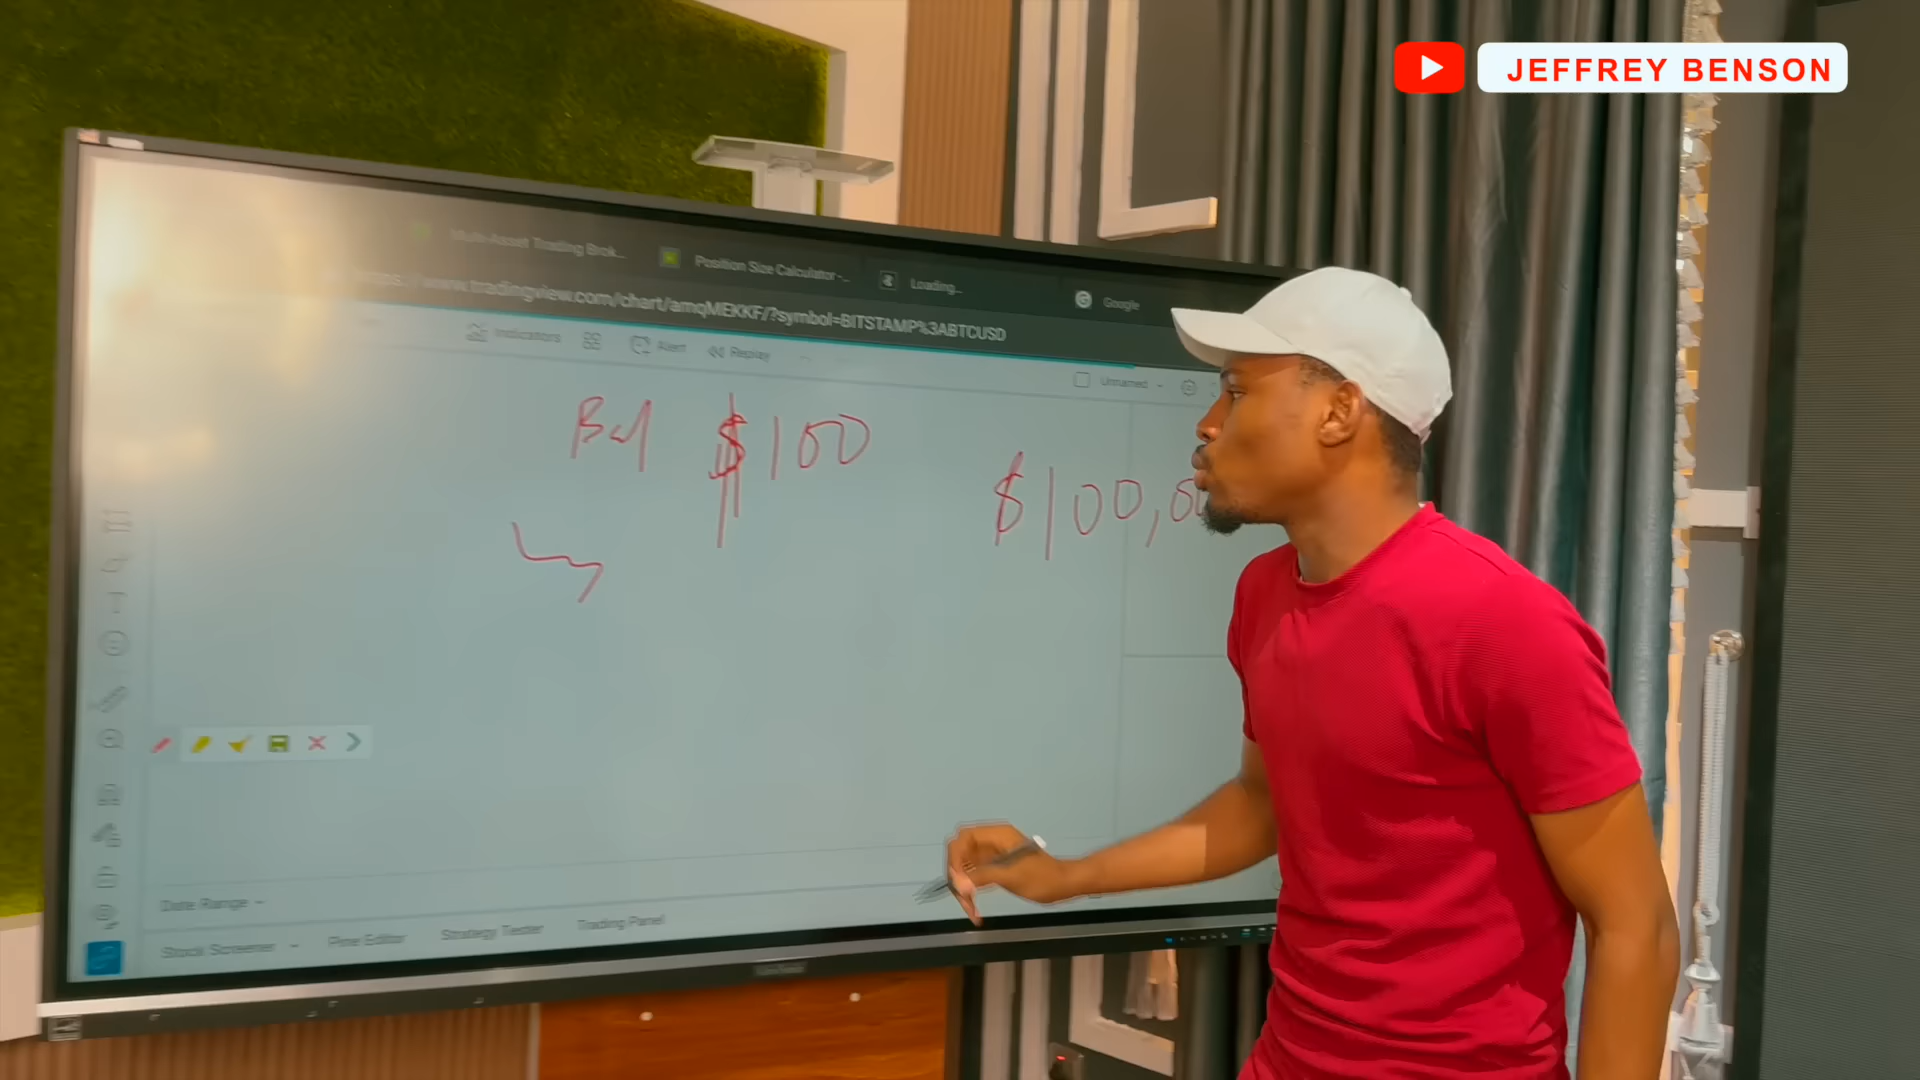 JEFFREY BENSON
Multi-Asset Trading Brok...
Position Size Calculator -...
Loading...
Google
https://www.tradingview.com/chart/amqMEKKF/?symbol=BITSTAMP%3ABTCUSD
Indicators
Alert
Replay
Unnamed
Bal $100
$100,0
Date Range
Stock Screener
Pine Editor
Strategy Tester
Trading Panel